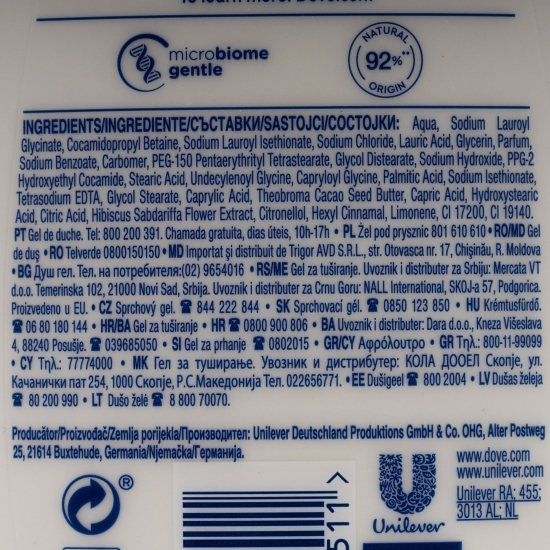 To learn more: Dove.com
microbiome
gentle
NATURAL
92%**
ORIGIN
INGREDIENTS/INGREDIENTE/СЪСТАВКИ/SASTOJCI/СОСТОЈКИ: Aqua, Sodium Lauroyl
Glycinate, Cocamidopropyl Betaine, Sodium Lauroyl Isethionate, Sodium Chloride, Lauric Acid, Glycerin, Parfum,
Sodium Benzoate, Carbomer, PEG-150 Pentaerythrityl Tetrastearate, Glycol Distearate, Sodium Hydroxide, PPG-2
Hydroxyethyl Cocamide, Stearic Acid, Undecylenoyl Glycine, Capryloyl Glycine, Palmitic Acid, Sodium Isethionate,
Tetrasodium EDTA, Glycol Stearate, Caprylic Acid, Theobroma Cacao Seed Butter, Capric Acid, Hydroxystearic
Acid, Citric Acid, Hibiscus Sabdariffa Flower Extract, Citronellol, Hexyl Cinnamal, Limonene, CI 17200, CI 19140.
PT Gel de duche. Tel: 800 200 391. Chamada gratuita, dias úteis, 10h-17h • PL Żel pod prysznic 801 610 610 • RO/MD Gel
de duș • RO Telverde 0800150150 • MD Importat și distribuit de Trigor AVD S.R.L., str. Otovasca nr. 17, Chișinău, R. Moldova
• BG Душ гел. Тел. на потребителя:(02) 9654016 • RS/ME Gel za tuširanje. Uvoznik i distributer za Srbiju: Mercata VT
d.o.o. Temerinska 102, 21000 Novi Sad, Srbija. Uvoznik i distributer za Crnu Goru: NALL International, SKOJ-a 57, Podgorica.
Proizvedeno u EU. • CZ Sprchový gel. ☎ 844 222 844 • SK Sprchovací gél. ☎ 0850 123 850 • HU Krémtusfürdő.
☎ 06 80 180 144 • HR/BA Gel za tuširanje • HR ☎ 0800 900 806 • BA Uvoznik i distributer: Dara d.o.o., Kneza Višeslava
4, 88240 Posušje. ☎ 039685050 • SI Gel za prhanje ☎ 0802015 • GR/CY Αφρόλουτρο • GR Τηλ.: 800-11-99099
• CY Τηλ.: 77774000 • MK Гел за туширање. Увозник и дистрибутер: КОЛА ДООЕЛ Скопје, ул.
Качанички пат 254, 1000 Скопје, Р.С.Македонија Тел. 022656771. • EE Dušigeel ☎ 800 2004 • LV Dušas želeja
☎ 80 200 990 • LT Dušo želė ☎ 8 800 70070.
Producător/Proizvođač/Zemlja porijekla/Производител: Unilever Deutschland Produktions GmbH & Co. OHG, Alter Postweg
25, 21614 Buxtehude, Germania/Njemačka/Германија.
®
511>
Unilever
www.dove.com
www.unilever.com
Unilever RA; 455;
3013 AL; NL